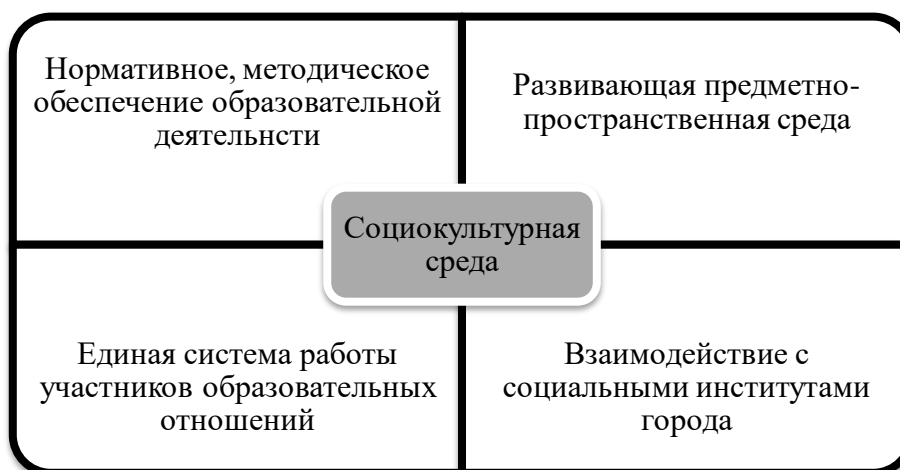 Нормативное, методическое
обеспечение образовательной
деятельнсти
Развивающая предметно-
пространственная среда
Социокультурная
среда
Единая система работы
участников образовательных
отношений
Взаимодействие с
социальными институтами
города